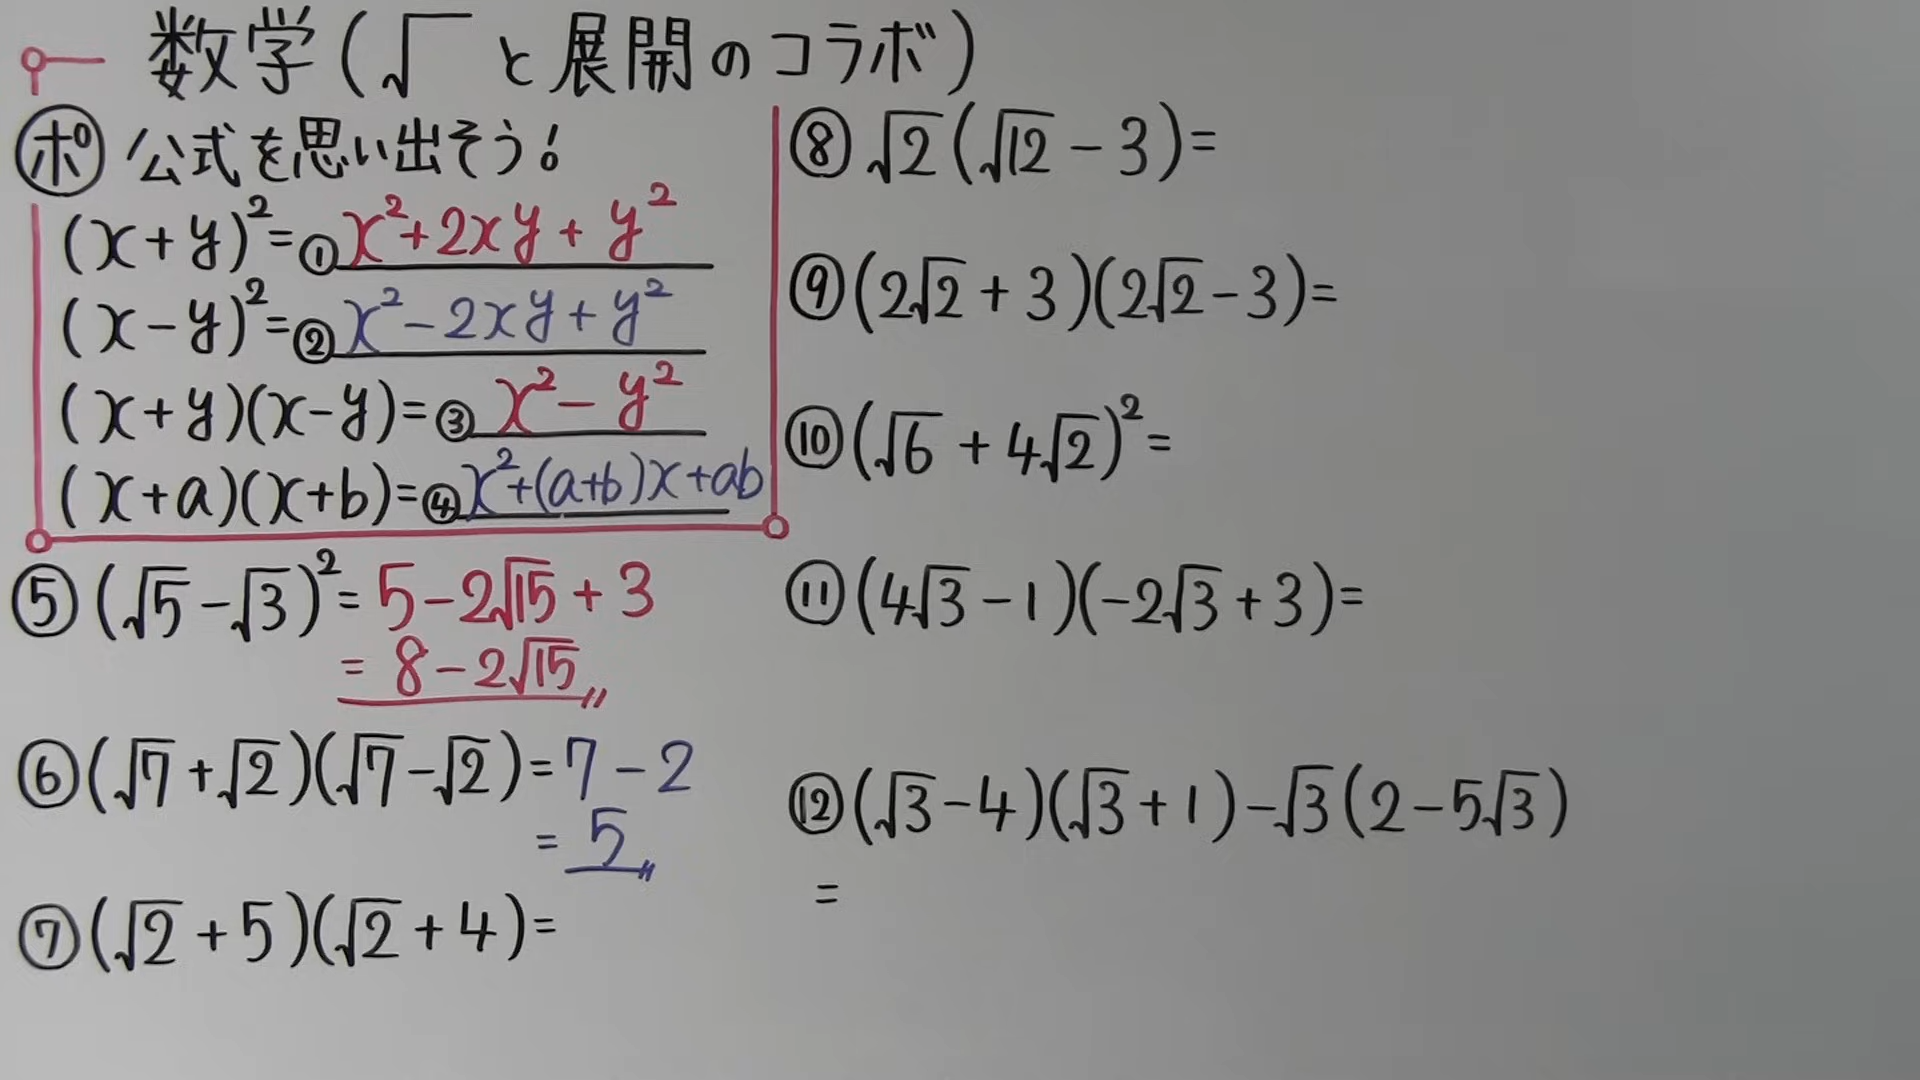 数学(√ と展開のコラボ)
ポ 公式を思い出そう!
(x+y)²=① x²+2xy+y²
(x-y)²=② x²-2xy+y²
(x+y)(x-y)=③ x²-y²
(x+a)(x+b)=④ x²+(a+b)x+ab
⑤ (√5-√3)²=5-2√15+3
=8-2√15〃
⑥ (√7+√2)(√7-√2)=7-2
=5〃
⑦ (√2+5)(√2+4)=
⑧ √2(√12-3)=
⑨ (2√2+3)(2√2-3)=
⑩ (√6+4√2)²=
⑪ (4√3-1)(-2√3+3)=
⑫ (√3-4)(√3+1)-√3(2-5√3)
=